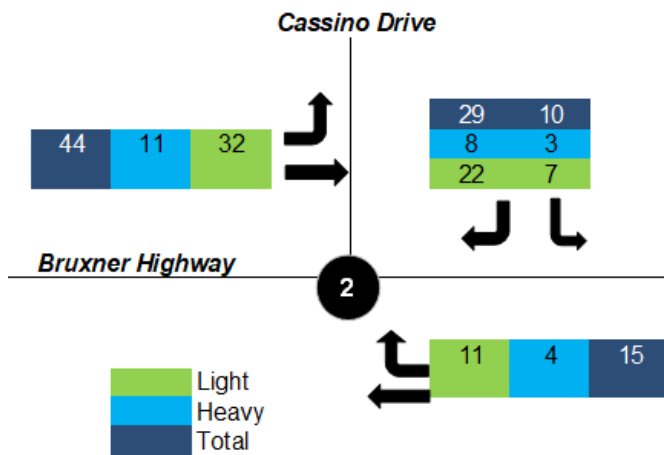 Cassino Drive
44 11 32
29 10
8 3
22 7
Bruxner Highway
2
11 4 15
Light
Heavy
Total